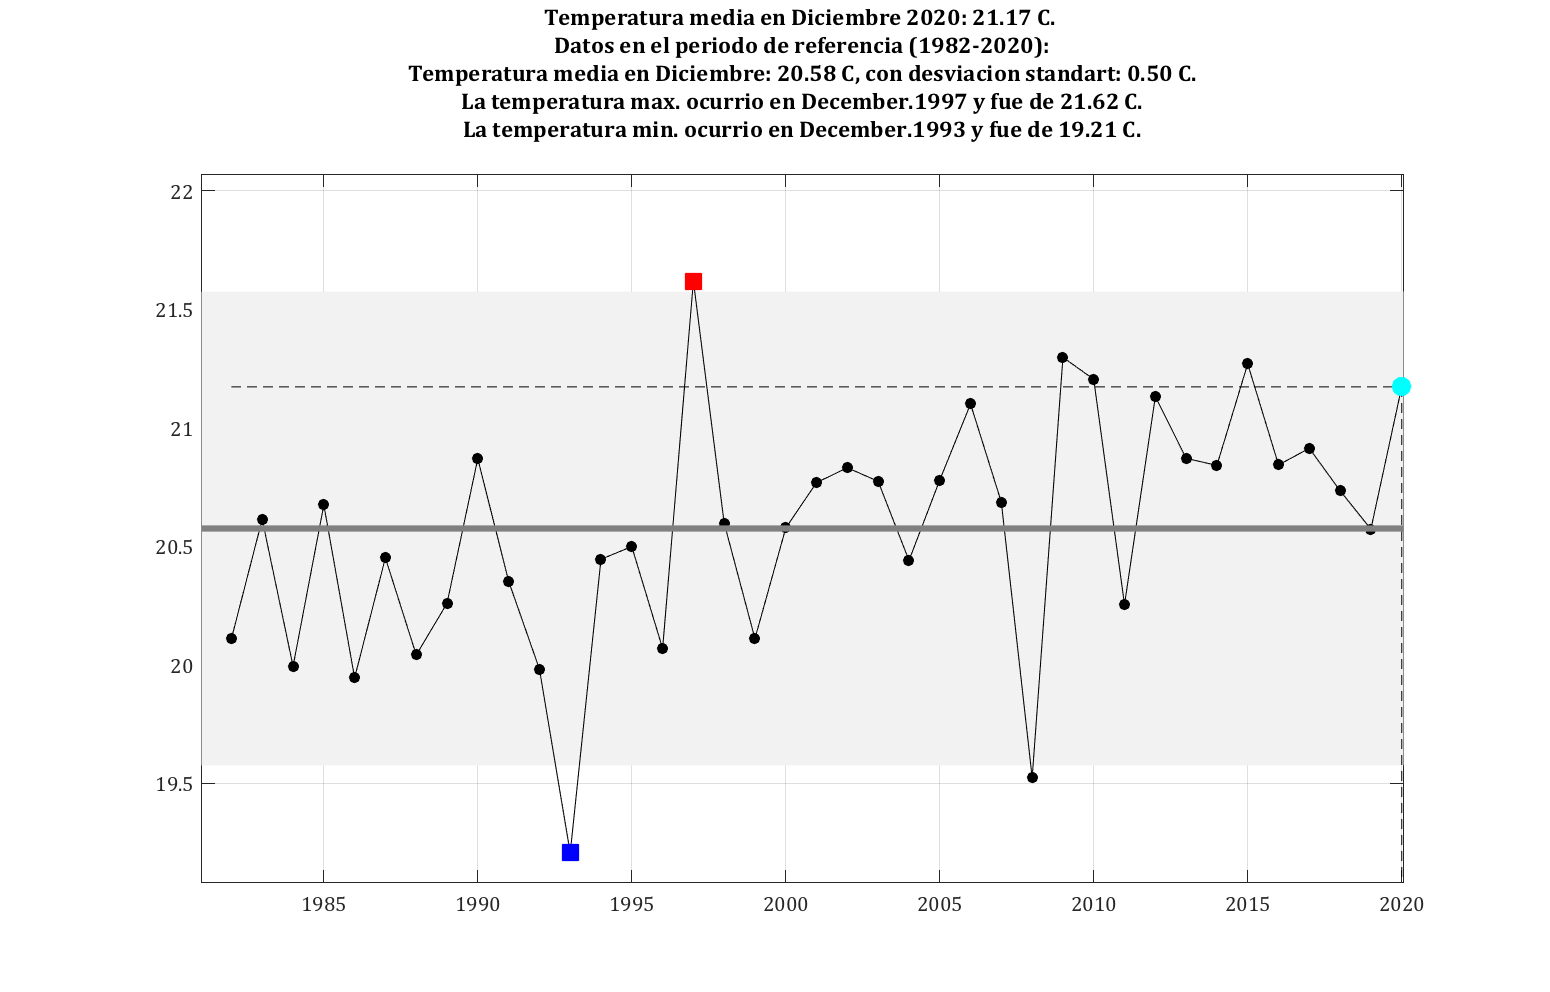 Temperatura media en Diciembre 2020: 21.17 C.
Datos en el periodo de referencia (1982-2020):
Temperatura media en Diciembre: 20.58 C, con desviacion standart: 0.50 C.
La temperatura max. ocurrio en December.1997 y fue de 21.62 C.
La temperatura min. ocurrio en December.1993 y fue de 19.21 C.
22
21.5
21
20.5
20
19.5
1985 1990 1995 2000 2005 2010 2015 2020